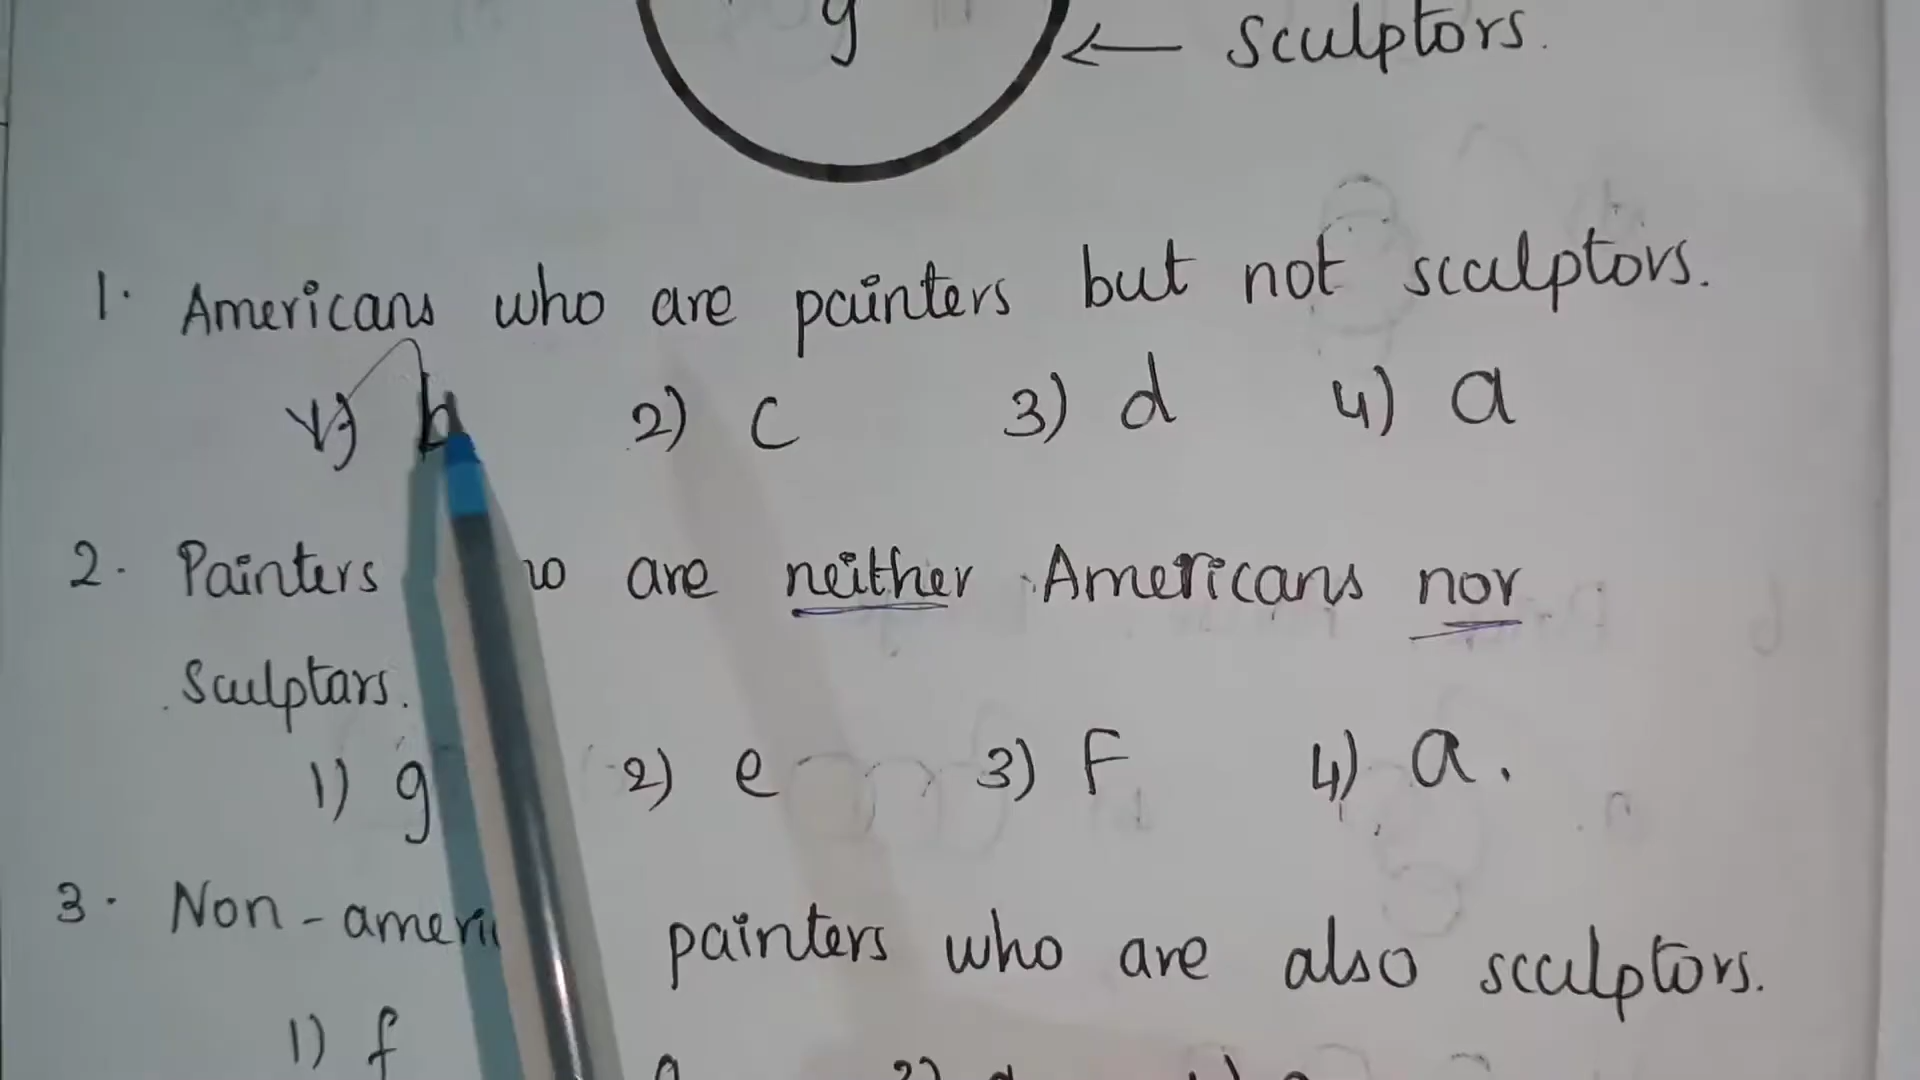 g
← Sculptors.
1. Americans who are painters but not sculptors.
1) b 2) c 3) d 4) a
2. Painters are neither Americans nor
Sculptars.
1) g 2) e 3) F 4) a.
3. Non-americ painters who are also sculptors.
1) f